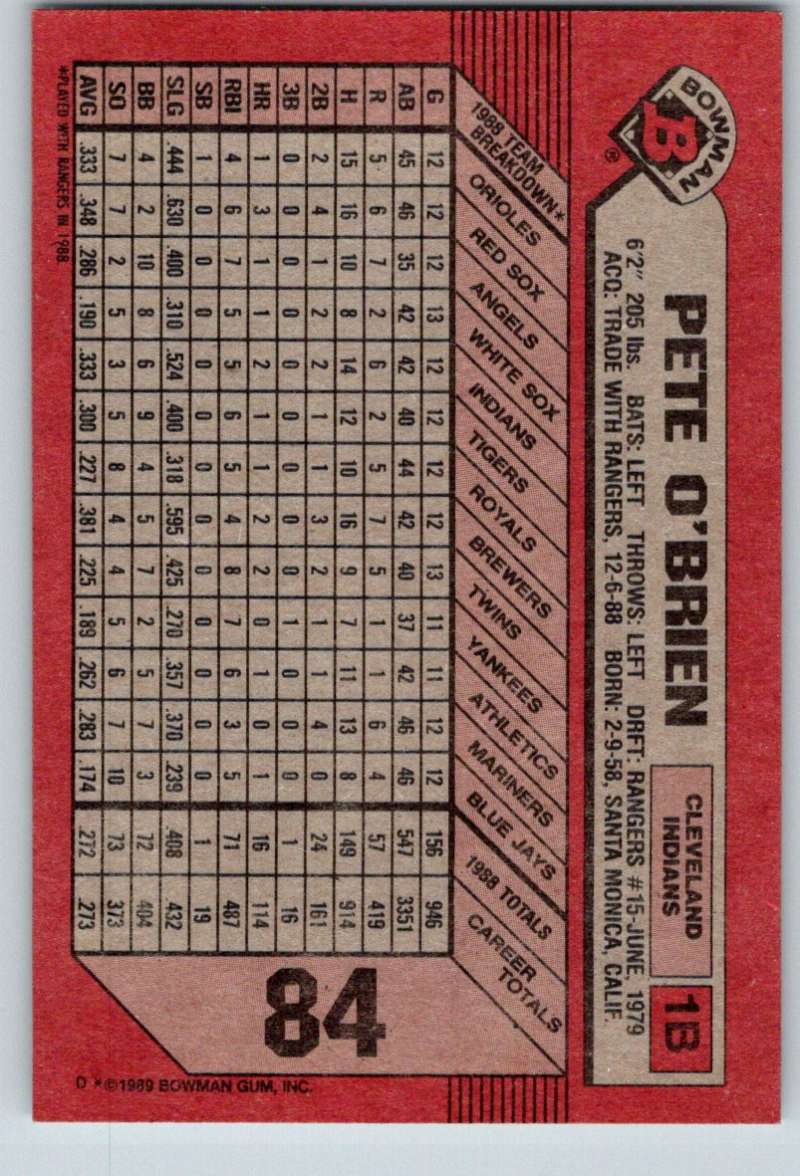 BOWMAN
B ®
PETE O'BRIEN
CLEVELAND
INDIANS
1B
6'2" 205 lbs. BATS: LEFT THROWS: LEFT DRFT: RANGERS #15-JUNE, 1979
ACQ: TRADE WITH RANGERS, 12-6-88 BORN: 2-9-58, SANTA MONICA, CALIF.
1988 TEAM
BREAKDOWN*
ORIOLES
RED SOX
ANGELS
WHITE SOX
INDIANS
TIGERS
ROYALS
BREWERS
TWINS
YANKEES
ATHLETICS
MARINERS
BLUE JAYS
1988 TOTALS
CAREER
TOTALS
G 12 12 12 13 12 12 12 12 13 11 11 12 12 156 946
AB 45 46 35 42 42 40 44 42 40 37 42 46 46 547 3351
R 5 6 7 2 6 2 5 7 5 1 1 6 4 57 419
H 15 16 10 8 14 12 10 16 9 7 11 13 8 149 914
2B 2 4 1 2 2 1 1 3 2 1 1 4 0 24 161
3B 0 0 0 0 0 0 0 0 0 1 0 0 0 1 16
HR 1 3 1 1 2 1 1 2 2 0 1 0 1 16 114
RBI 4 6 7 5 5 6 5 4 8 7 6 3 5 71 487
SB 1 0 0 0 0 0 0 0 0 0 0 0 0 1 19
SLG .444 .630 .400 .310 .524 .400 .318 .595 .425 .270 .357 .370 .239 .408 .432
BB 4 2 10 8 6 9 4 5 7 2 5 7 3 72 404
SO 7 7 2 5 3 5 8 4 4 5 6 7 10 73 373
AVG .333 .348 .286 .190 .333 .300 .227 .381 .225 .189 .262 .283 .174 .272 .273
*PLAYED WITH RANGERS IN 1988.
84
D *©1989 BOWMAN GUM, INC.